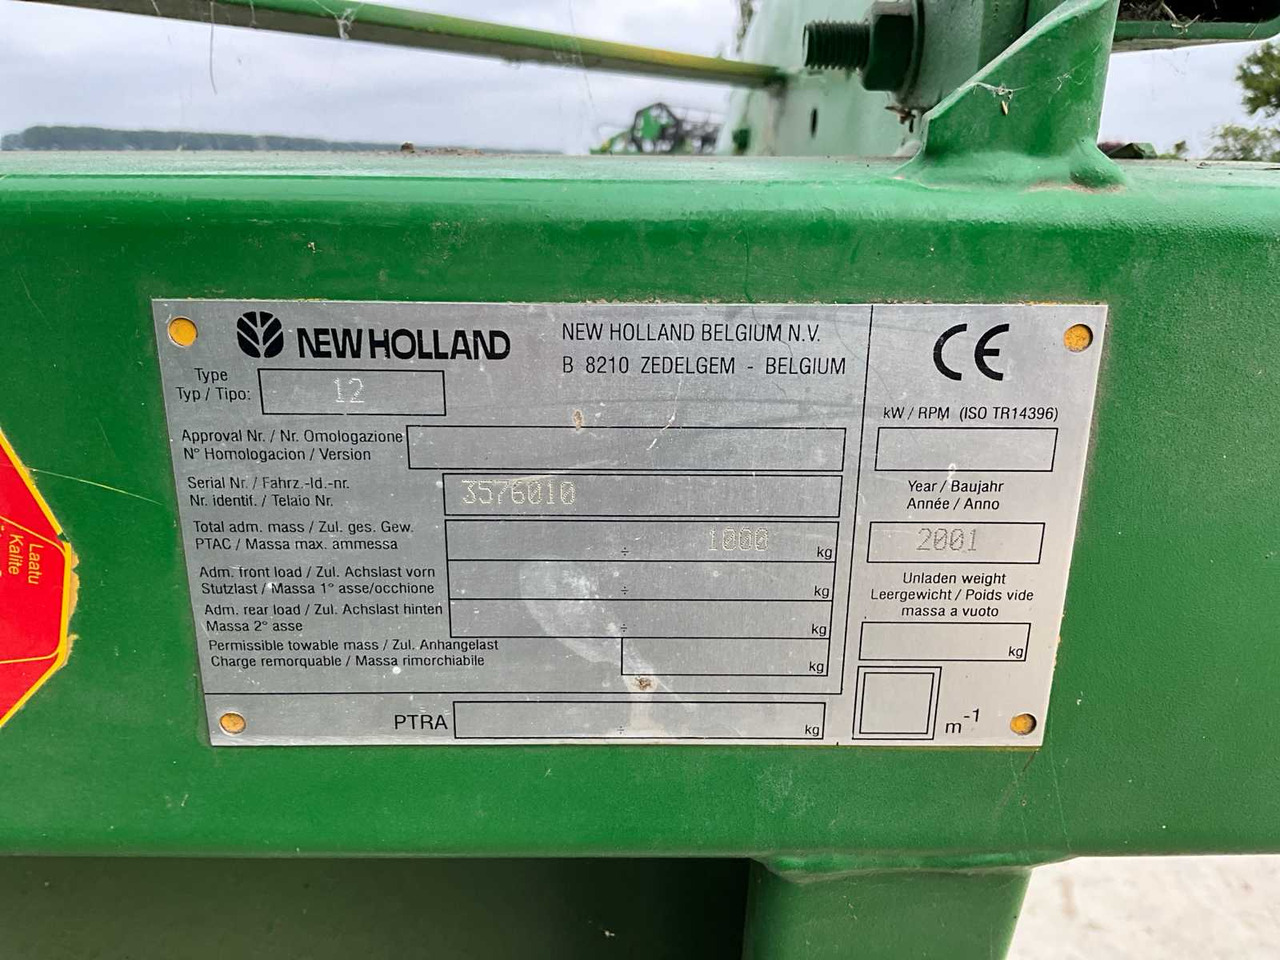 NEW HOLLAND
NEW HOLLAND BELGIUM N.V.
B 8210 ZEDELGEM - BELGIUM
Type
Typ / Tipo:
12
Approval Nr. / Nr. Omologazione
N° Homologacion / Version
Serial Nr. / Fahrz.-Id.-nr.
Nr. identif. / Telaio Nr.
3576010
Total adm. mass / Zul. ges. Gew.
PTAC / Massa max. ammessa
÷ 1000 kg
Adm. front load / Zul. Achslast vorn
Stutzlast / Massa 1° asse/occhione
÷ kg
Adm. rear load / Zul. Achslast hinten
Massa 2° asse
÷ kg
Permissible towable mass / Zul. Anhangelast
Charge remorquable / Massa rimorchiabile
kg
PTRA ÷ kg
CE
kW / RPM (ISO TR14396)
Year / Baujahr
Année / Anno
2001
Unladen weight
Leergewicht / Poids vide
massa a vuoto
kg
m-1
Laatu
Kalite